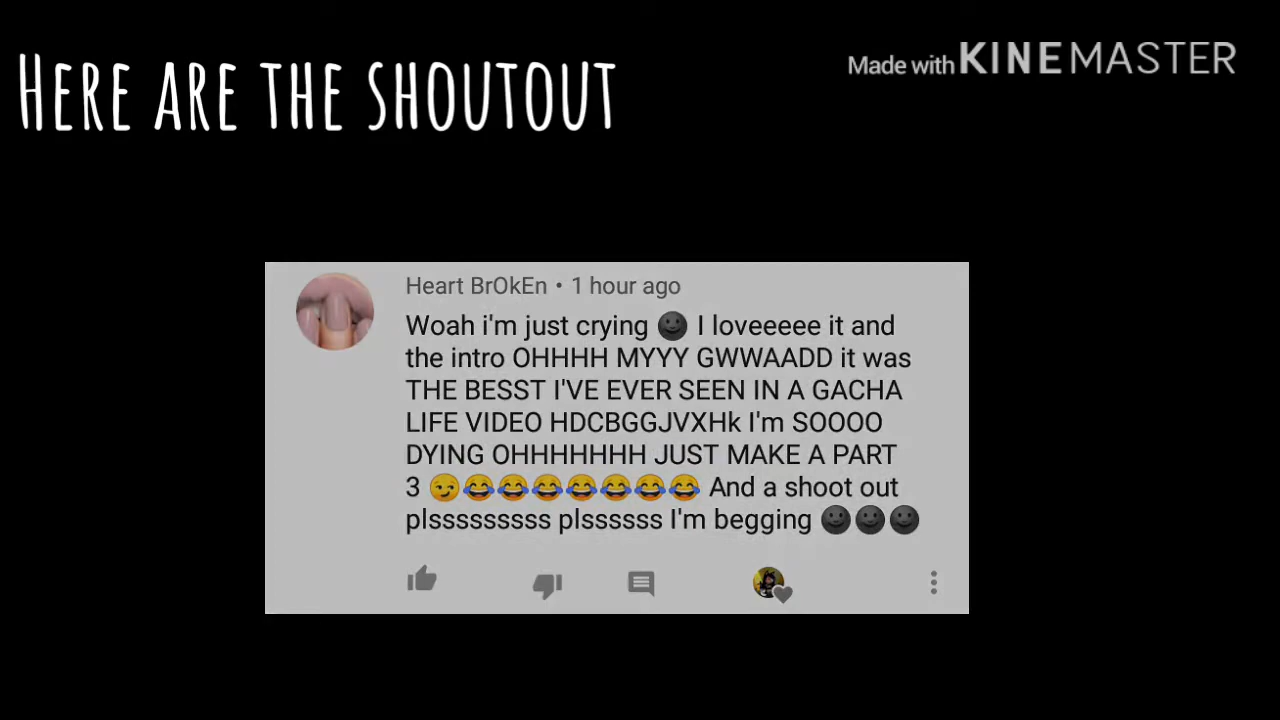 HERE ARE THE SHOUTOUT
Made with KINEMASTER
Heart BrOkEn • 1 hour ago
Woah i'm just crying 🌚 I loveeeee it and
the intro OHHHH MYYY GWWAADD it was
THE BESST I'VE EVER SEEN IN A GACHA
LIFE VIDEO HDCBGGJVXHk I'm SOOOO
DYING OHHHHHHH JUST MAKE A PART
3 😏😂😂😂😂😂😂😂 And a shoot out
plsssssssss plssssss I'm begging 🌚🌚🌚